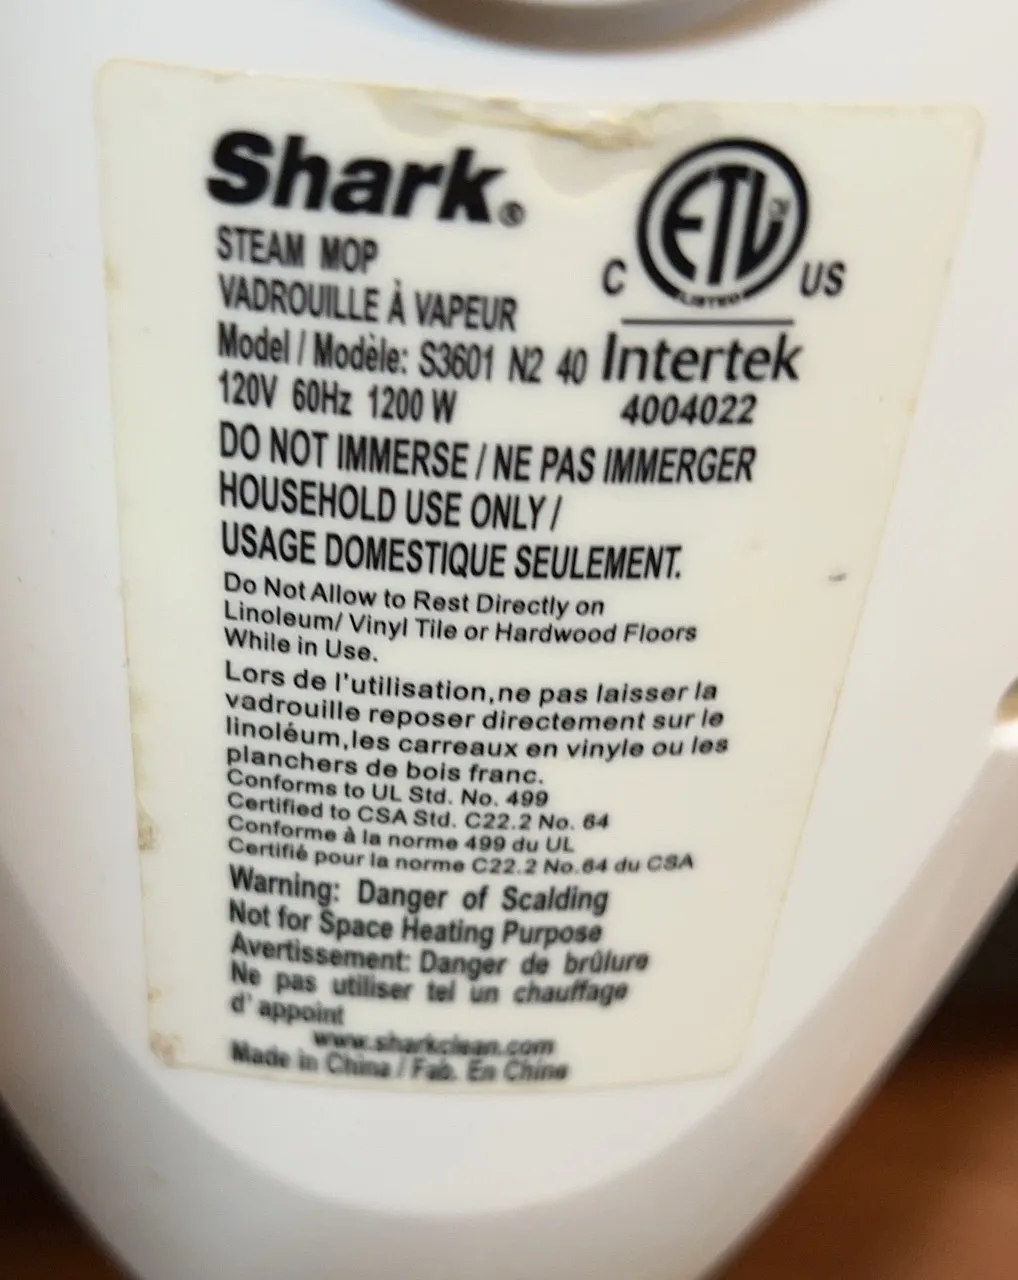 Shark®
STEAM MOP
VADROUILLE À VAPEUR
Model / Modèle: S3601 N2 40
120V 60Hz 1200 W
ETL
LISTED
C US
Intertek
4004022
DO NOT IMMERSE / NE PAS IMMERGER
HOUSEHOLD USE ONLY /
USAGE DOMESTIQUE SEULEMENT.
Do Not Allow to Rest Directly on
Linoleum/ Vinyl Tile or Hardwood Floors
While in Use.
Lors de l'utilisation,ne pas laisser la
vadrouille reposer directement sur le
linoléum,les carreaux en vinyle ou les
planchers de bois franc.
Conforms to UL Std. No. 499
Certified to CSA Std. C22.2 No. 64
Conforme à la norme 499 du UL
Certifié pour la norme C22.2 No.64 du CSA
Warning: Danger of Scalding
Not for Space Heating Purpose
Avertissement: Danger de brûlure
Ne pas utiliser tel un chauffage
d' appoint
www.sharkclean.com
Made in China / Fab. En Chine